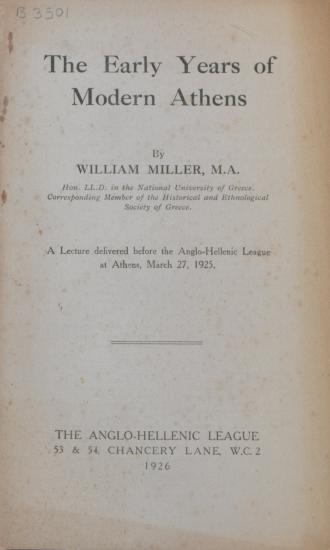 B 3501
The Early Years of
Modern Athens
By
WILLIAM MILLER, M.A.
Hon. LL.D. in the National University of Greece.
Corresponding Member of the Historical and Ethnological
Society of Greece.
A Lecture delivered before the Anglo-Hellenic League
at Athens, March 27, 1925.
THE ANGLO-HELLENIC LEAGUE
53 & 54, CHANCERY LANE, W.C. 2
1926